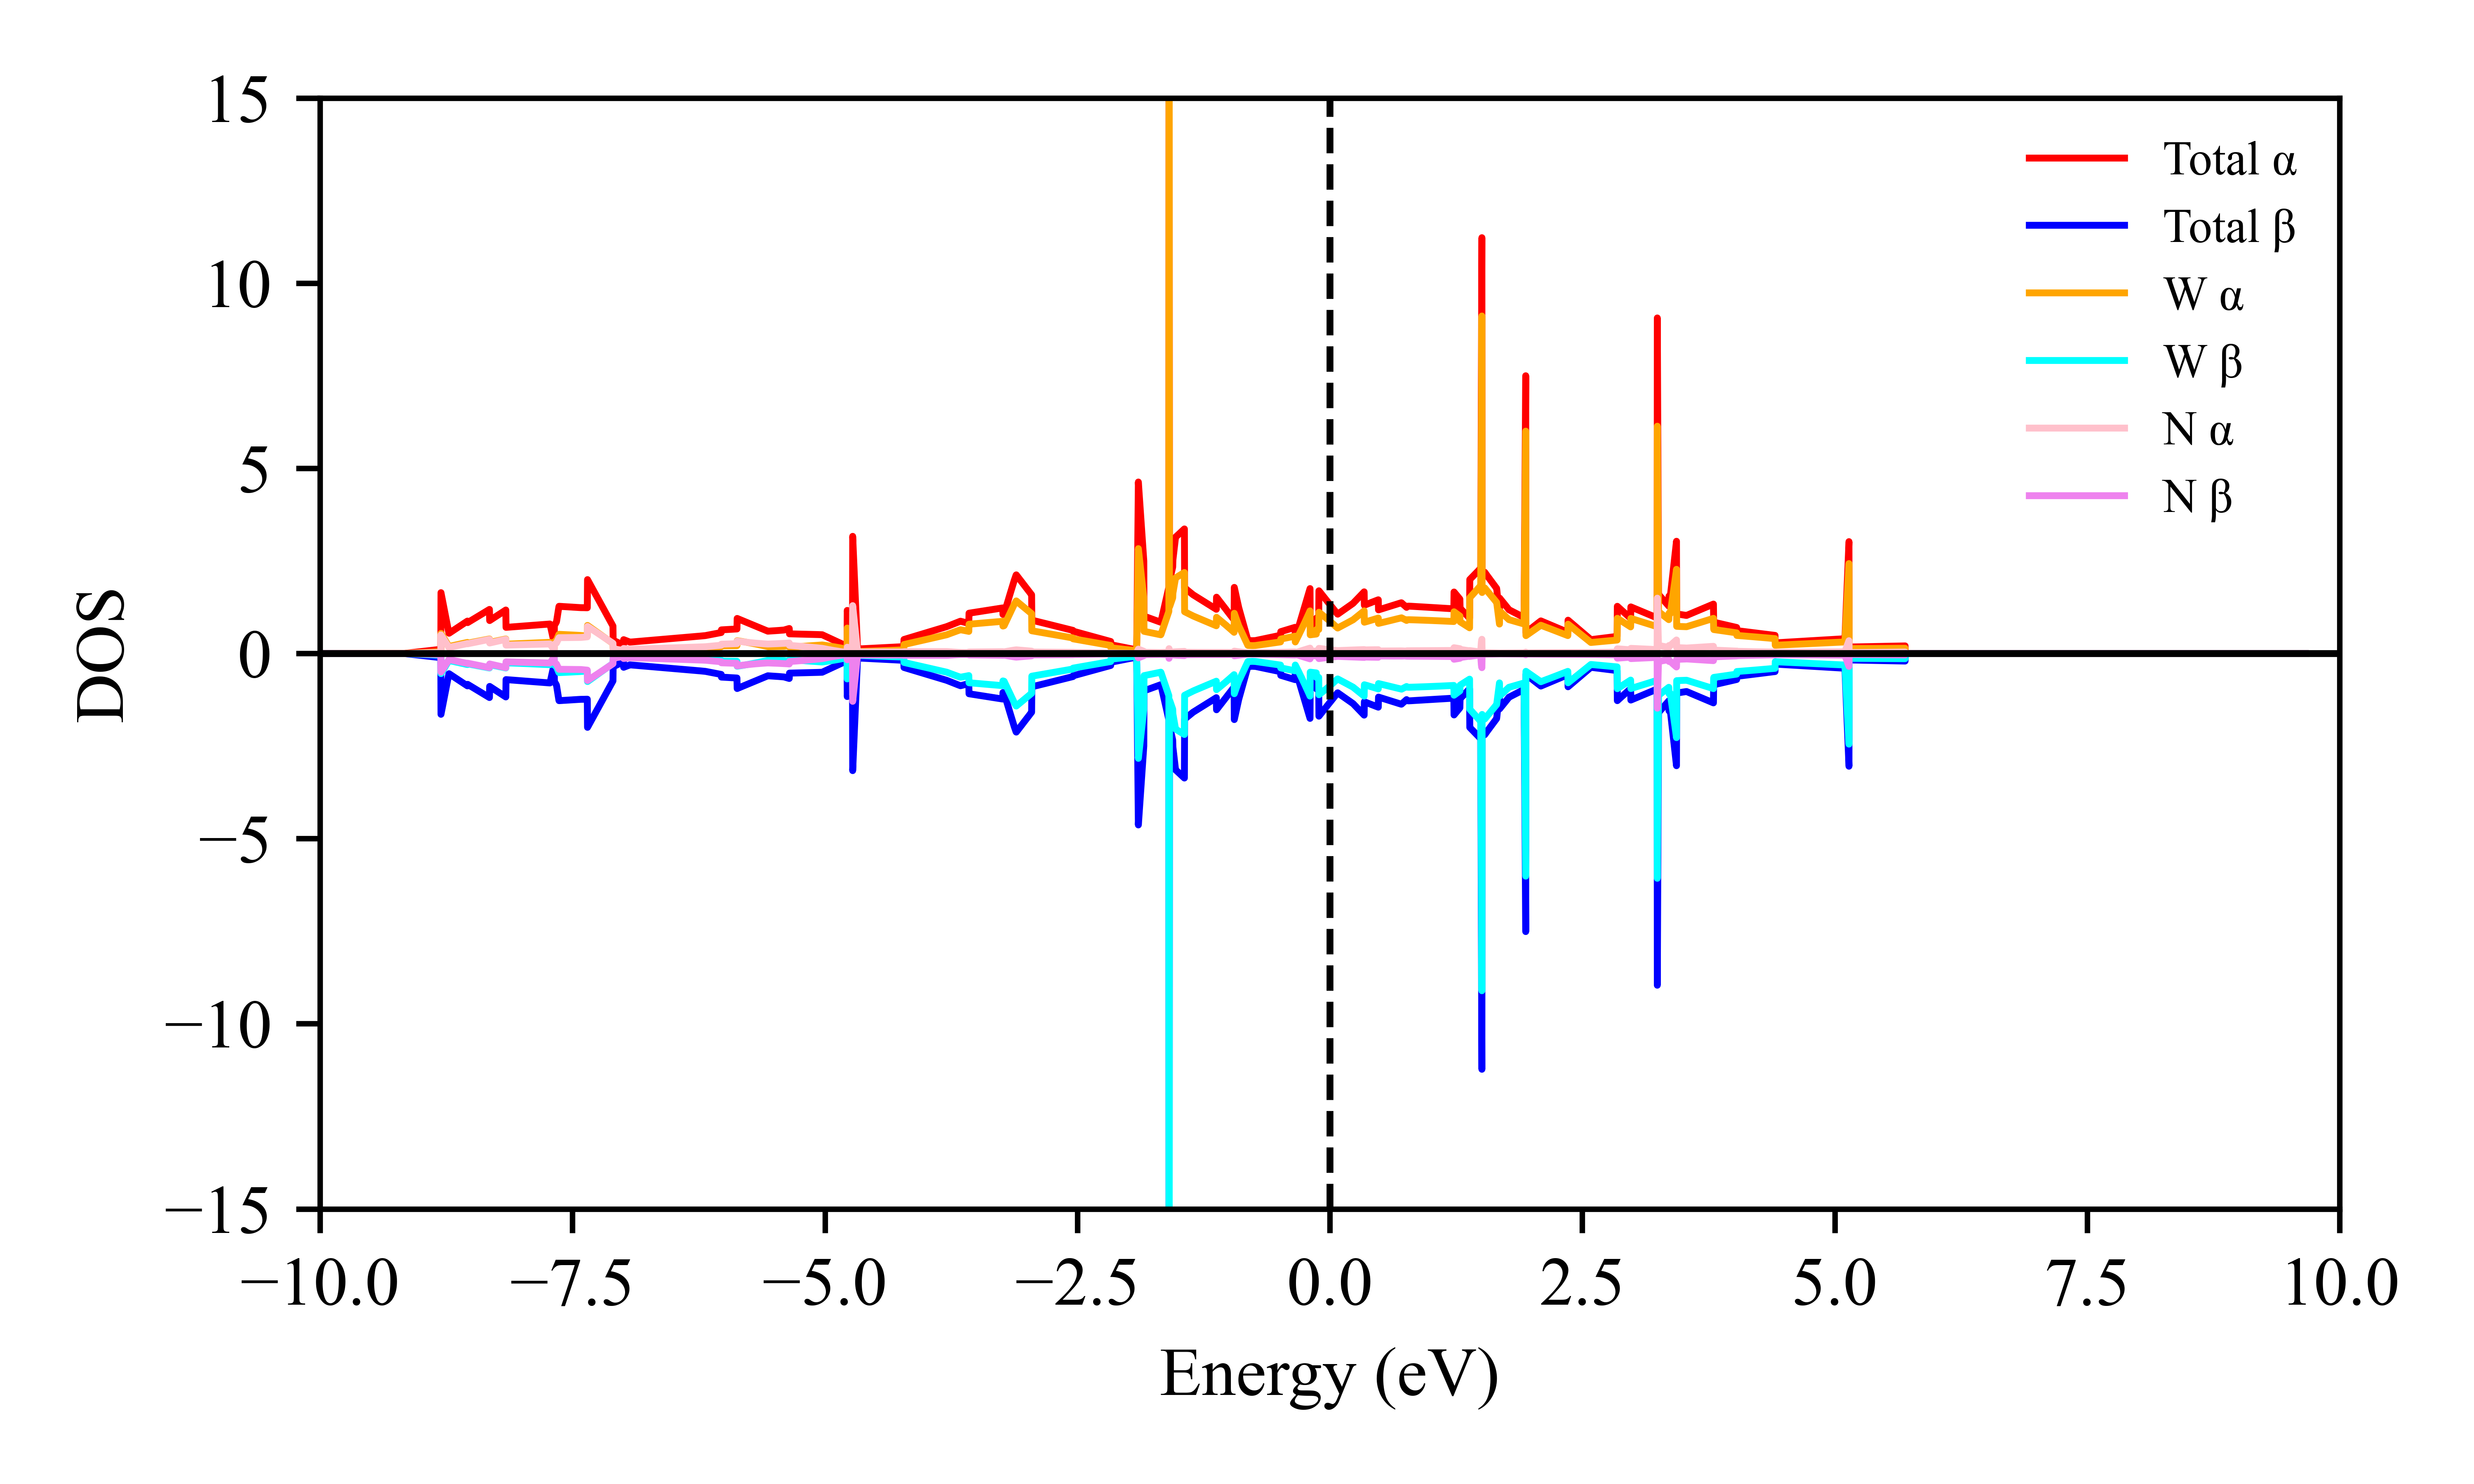 15
10
5
0
−5
−10
−15
DOS
−10.0 −7.5 −5.0 −2.5 0.0 2.5 5.0 7.5 10.0
Energy (eV)
Total α
Total β
W α
W β
N α
N β